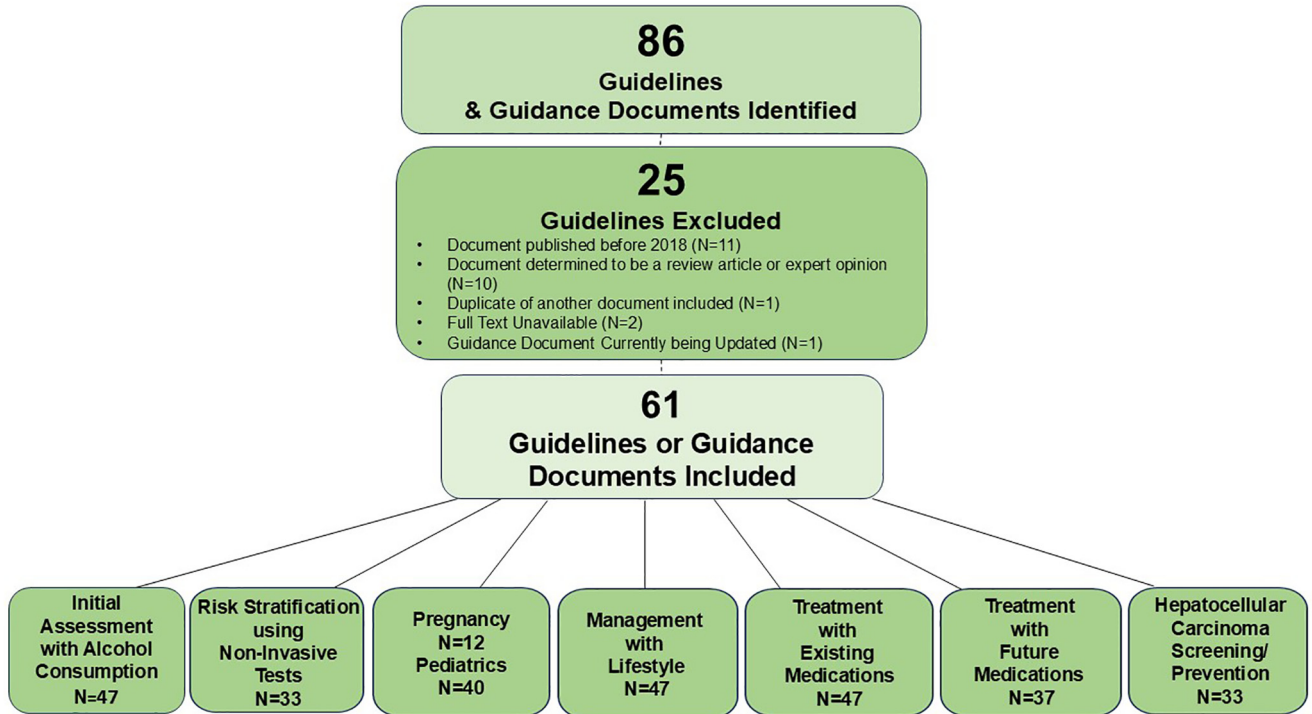 86
Guidelines
& Guidance Documents Identified
25
Guidelines Excluded
• Document published before 2018 (N=11)
• Document determined to be a review article or expert opinion
(N=10)
• Duplicate of another document included (N=1)
• Full Text Unavailable (N=2)
• Guidance Document Currently being Updated (N=1)
61
Guidelines or Guidance
Documents Included
Initial
Assessment
with Alcohol
Consumption
N=47
Risk Stratification
using
Non-Invasive
Tests
N=33
Pregnancy
N=12
Pediatrics
N=40
Management
with
Lifestyle
N=47
Treatment
with
Existing
Medications
N=47
Treatment
with
Future
Medications
N=37
Hepatocellular
Carcinoma
Screening/
Prevention
N=33